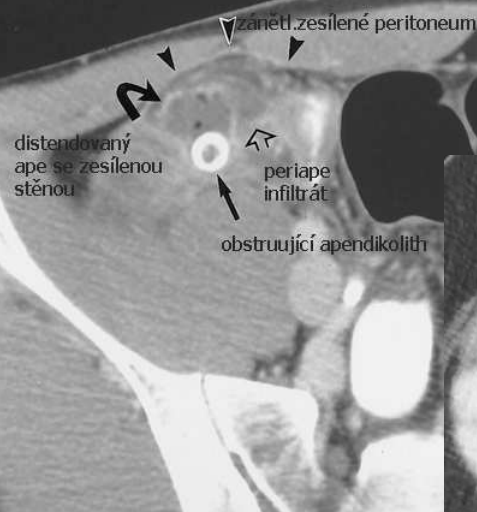 zánětl.zesílené peritoneum
distendovaný
ape se zesílenou
stěnou
periape
infiltrát
obstruující apendikolith